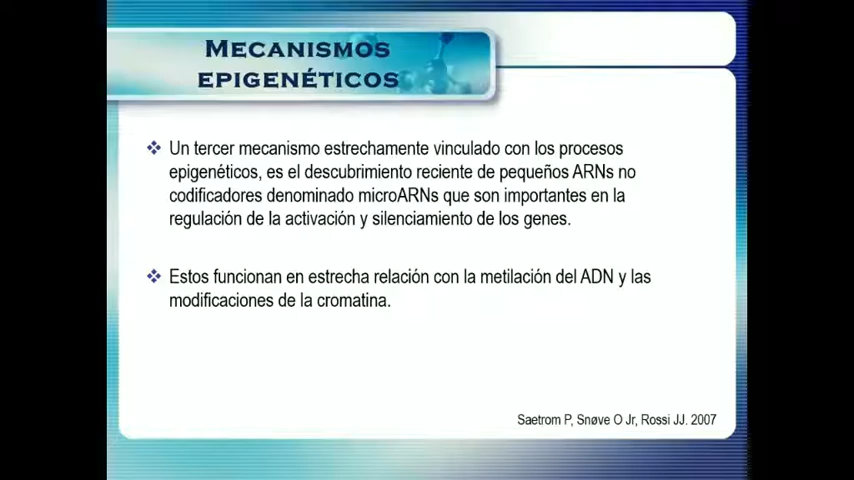 MECANISMOS
EPIGENÉTICOS
Un tercer mecanismo estrechamente vinculado con los procesos
epigenéticos, es el descubrimiento reciente de pequeños ARNs no
codificadores denominado microARNs que son importantes en la
regulación de la activación y silenciamiento de los genes.
Estos funcionan en estrecha relación con la metilación del ADN y las
modificaciones de la cromatina.
Saetrom P, Snøve O Jr, Rossi JJ. 2007